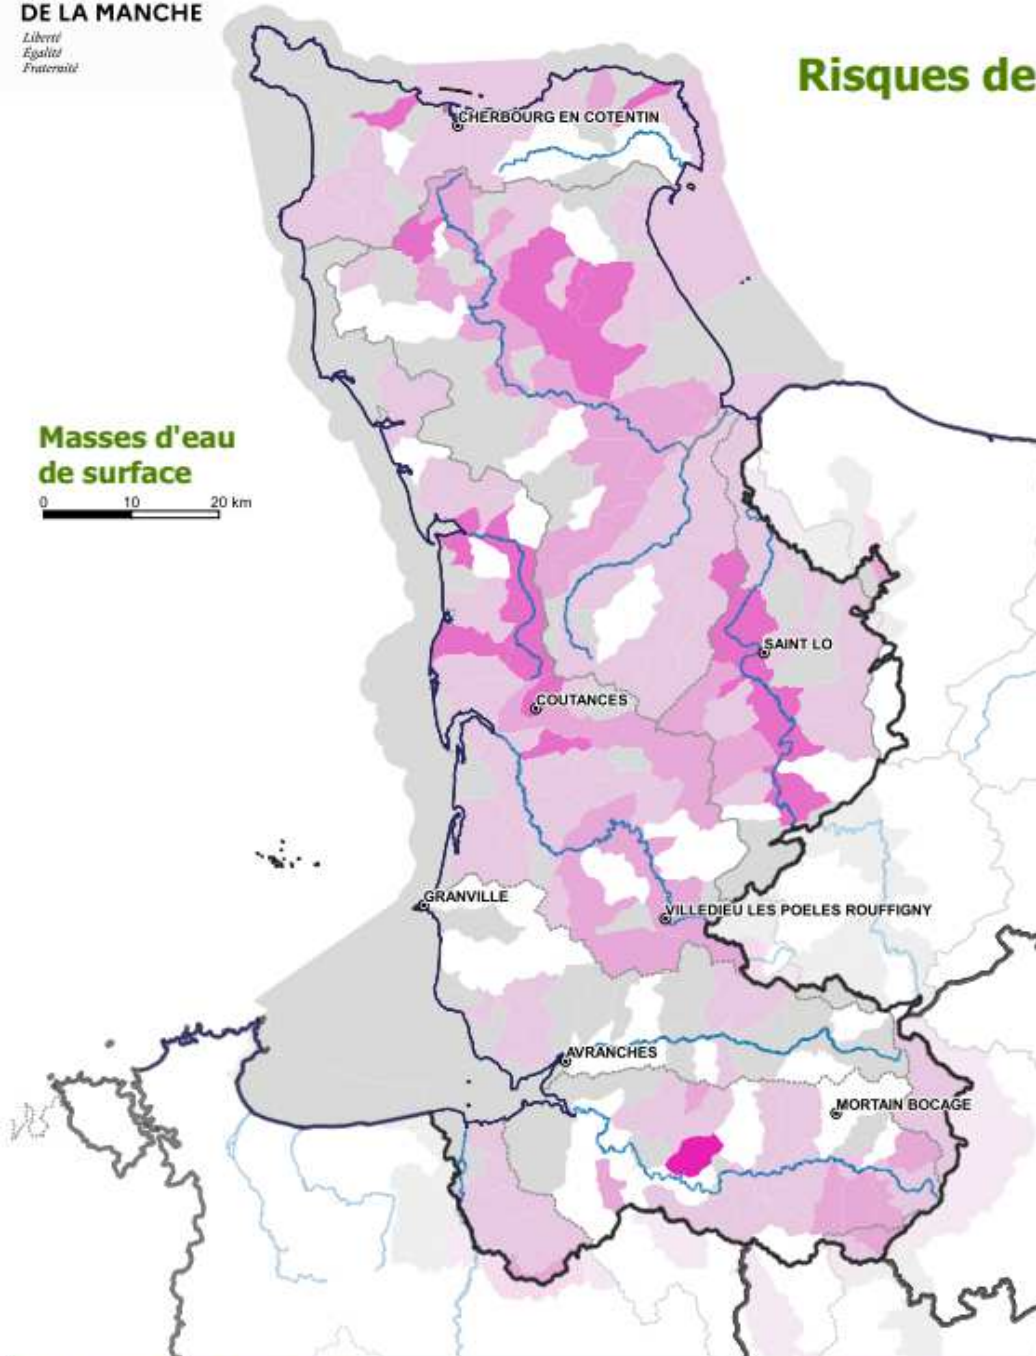 DE LA MANCHE
Liberté
Égalité
Fraternité
Risques de
CHERBOURG EN COTENTIN
Masses d'eau
de surface
0 10 20 km
SAINT LO
COUTANCES
GRANVILLE
VILLEDIEU LES POELES ROUFFIGNY
AVRANCHES
MORTAIN BOCAGE